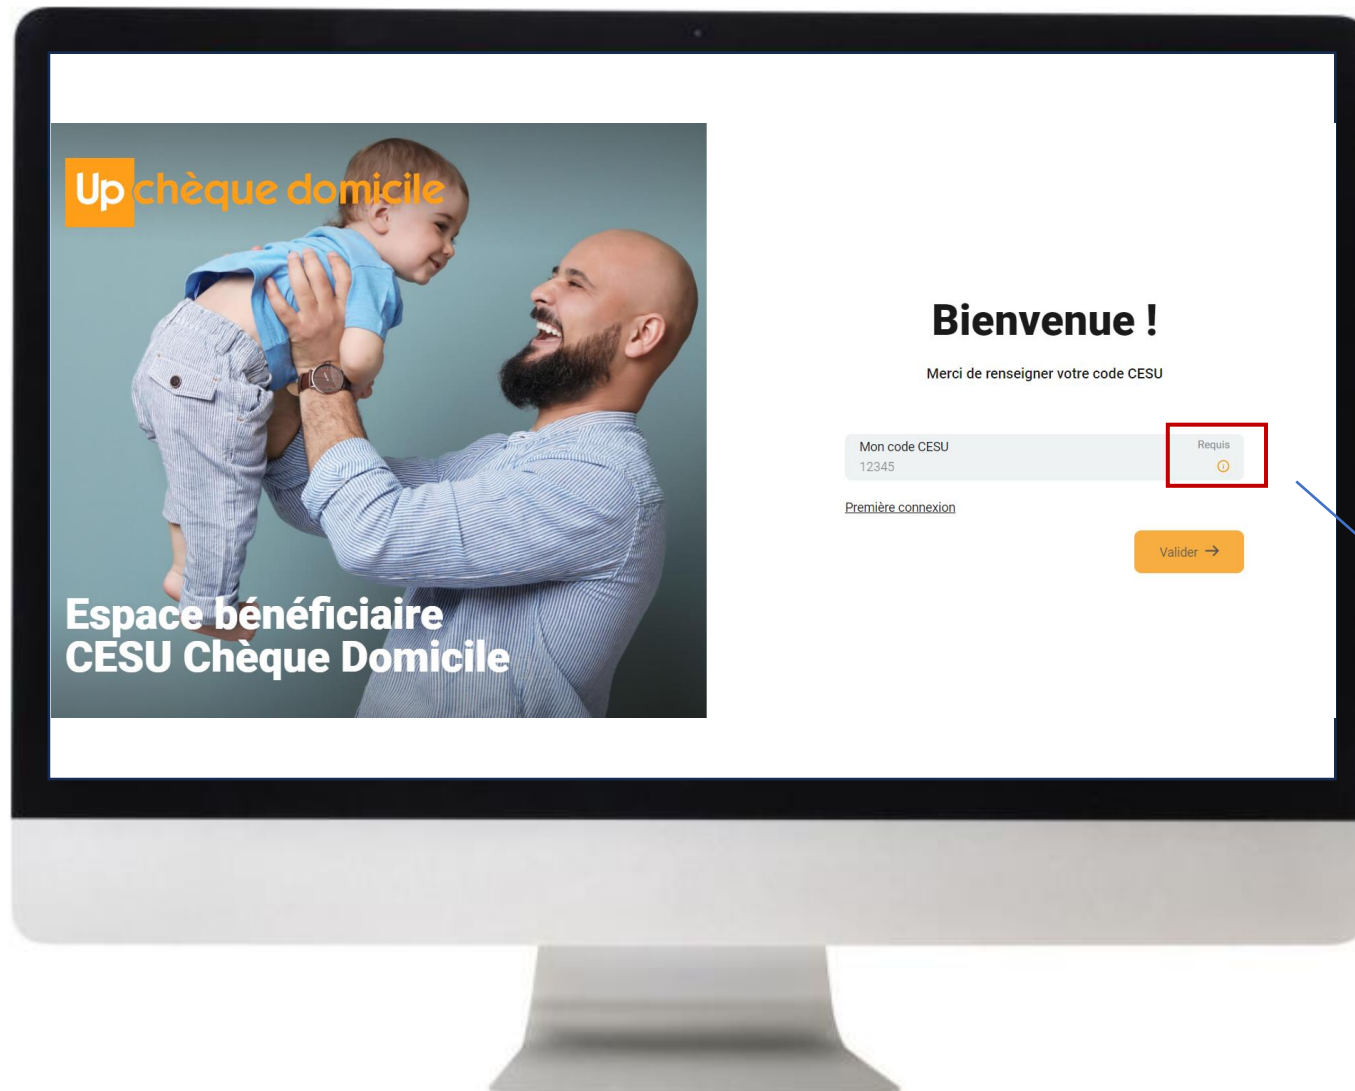 Up chèque domicile
Espace bénéficiaire
CESU Chèque Domicile
Bienvenue !
Merci de renseigner votre code CESU
Mon code CESU
Requis
12345
Première connexion
Valider →